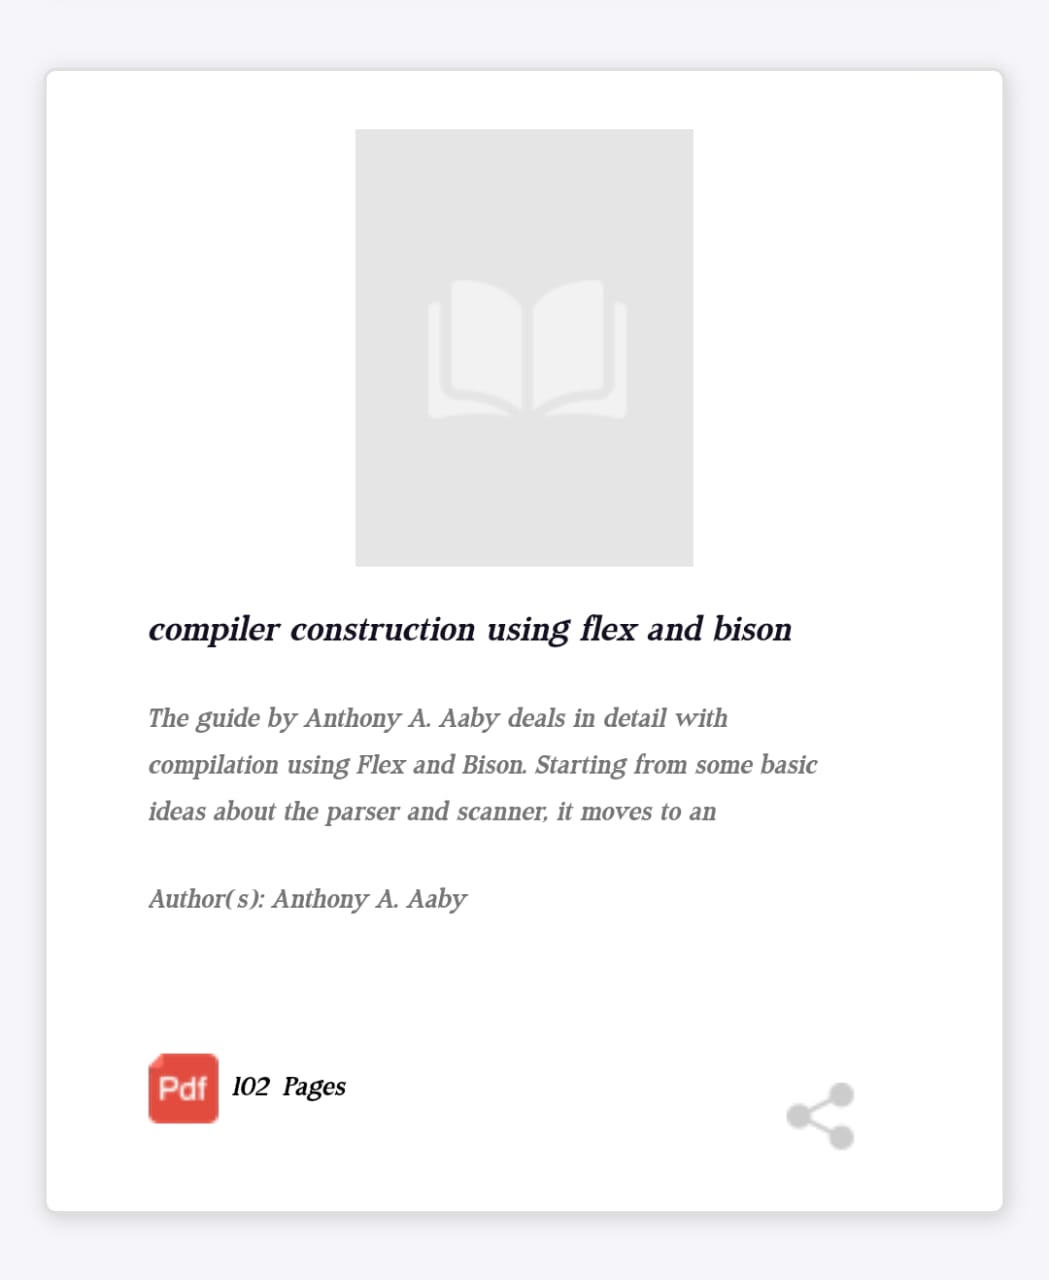 compiler construction using flex and bison
The guide by Anthony A. Aaby deals in detail with
compilation using Flex and Bison. Starting from some basic
ideas about the parser and scanner, it moves to an
Author(s): Anthony A. Aaby
Pdf 102 Pages